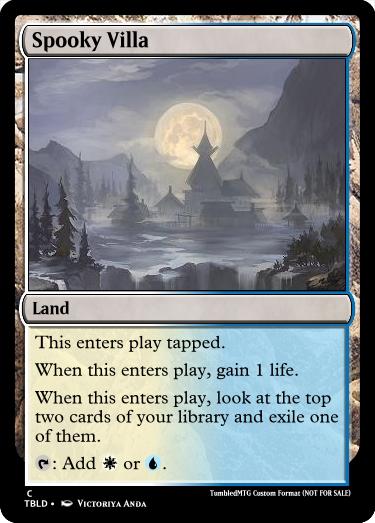 Spooky Villa
Land
This enters play tapped.
When this enters play, gain 1 life.
When this enters play, look at the top
two cards of your library and exile one
of them.
: Add or .
C
TBLD • Victoriya Anda
TumbledMTG Custom Format (NOT FOR SALE)